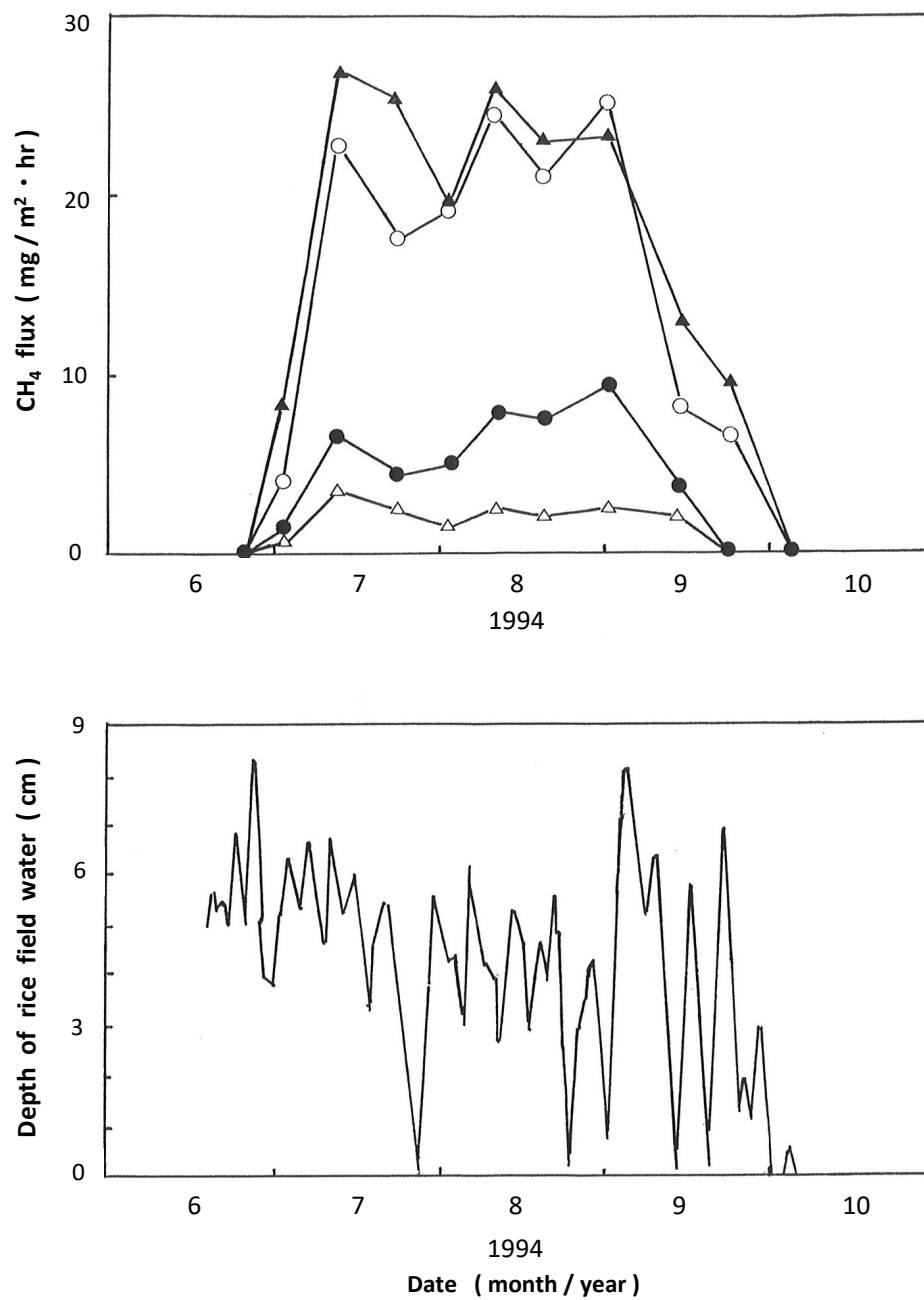 30
20
10
0
CH₄ flux ( mg / m² · hr )
6 7 8 9 10
1994
9
6
3
0
Depth of rice field water ( cm )
6 7 8 9 10
1994
Date ( month / year )